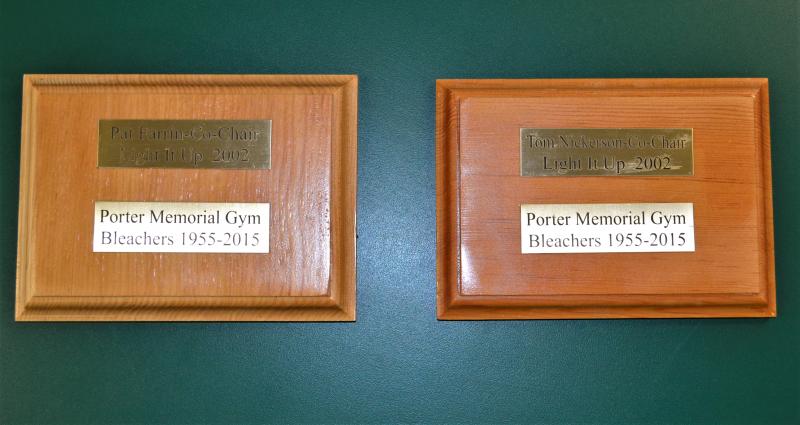 Pat Farrin-Co-Chair
Light It Up 2002
Porter Memorial Gym
Bleachers 1955-2015
Tom Nickerson-Co-Chair
Light It Up 2002
Porter Memorial Gym
Bleachers 1955-2015